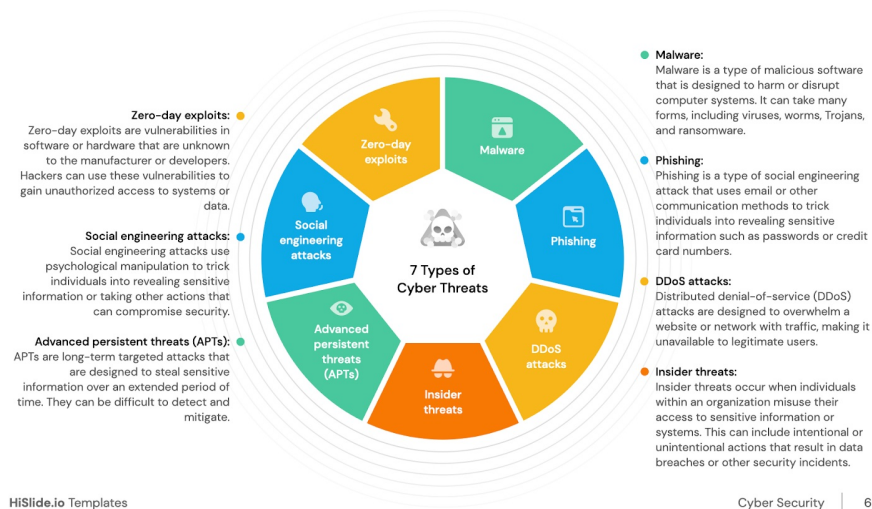 Zero-day exploits:
Zero-day exploits are vulnerabilities in
software or hardware that are unknown
to the manufacturer or developers.
Hackers can use these vulnerabilities to
gain unauthorized access to systems or
data.
Social engineering attacks:
Social engineering attacks use
psychological manipulation to trick
individuals into revealing sensitive
information or taking other actions that
can compromise security.
Advanced persistent threats (APTs):
APTs are long-term targeted attacks that
are designed to steal sensitive
information over an extended period of
time. They can be difficult to detect and
mitigate.
Zero-day
exploits
Malware
Social
engineering
attacks
Phishing
7 Types of
Cyber Threats
Advanced
persistent
threats
(APTs)
DDoS
attacks
Insider
threats
Malware:
Malware is a type of malicious software
that is designed to harm or disrupt
computer systems. It can take many
forms, including viruses, worms, Trojans,
and ransomware.
Phishing:
Phishing is a type of social engineering
attack that uses email or other
communication methods to trick
individuals into revealing sensitive
information such as passwords or credit
card numbers.
DDoS attacks:
Distributed denial-of-service (DDoS)
attacks are designed to overwhelm a
website or network with traffic, making it
unavailable to legitimate users.
Insider threats:
Insider threats occur when individuals
within an organization misuse their
access to sensitive information or
systems. This can include intentional or
unintentional actions that result in data
breaches or other security incidents.
HiSlide.io Templates
Cyber Security | 6